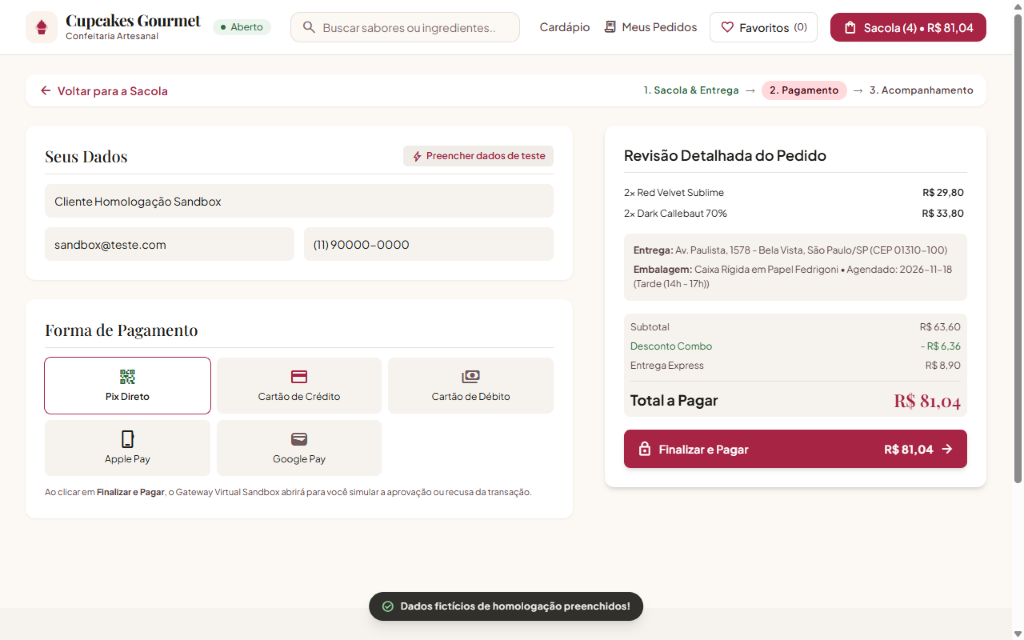 Cupcakes Gourmet
Confeitaria Artesanal
Aberto
Buscar sabores ou ingredientes..
Cardápio
Meus Pedidos
Favoritos (0)
Sacola (4) • R$ 81,04
← Voltar para a Sacola
1. Sacola & Entrega → 2. Pagamento → 3. Acompanhamento
Seus Dados
Preencher dados de teste
Cliente Homologação Sandbox
sandbox@teste.com
(11) 90000-0000
Forma de Pagamento
Pix Direto
Cartão de Crédito
Cartão de Débito
Apple Pay
Google Pay
Ao clicar em Finalizar e Pagar, o Gateway Virtual Sandbox abrirá para você simular a aprovação ou recusa da transação.
Revisão Detalhada do Pedido
2x Red Velvet Sublime R$ 29,80
2x Dark Callebaut 70% R$ 33,80
Entrega: Av. Paulista, 1578 - Bela Vista, São Paulo/SP (CEP 01310-100)
Embalagem: Caixa Rígida em Papel Fedrigoni • Agendado: 2026-11-18
(Tarde (14h - 17h))
Subtotal R$ 63,60
Desconto Combo - R$ 6,36
Entrega Express R$ 8,90
Total a Pagar R$ 81,04
Finalizar e Pagar R$ 81,04 →
Dados fictícios de homologação preenchidos!